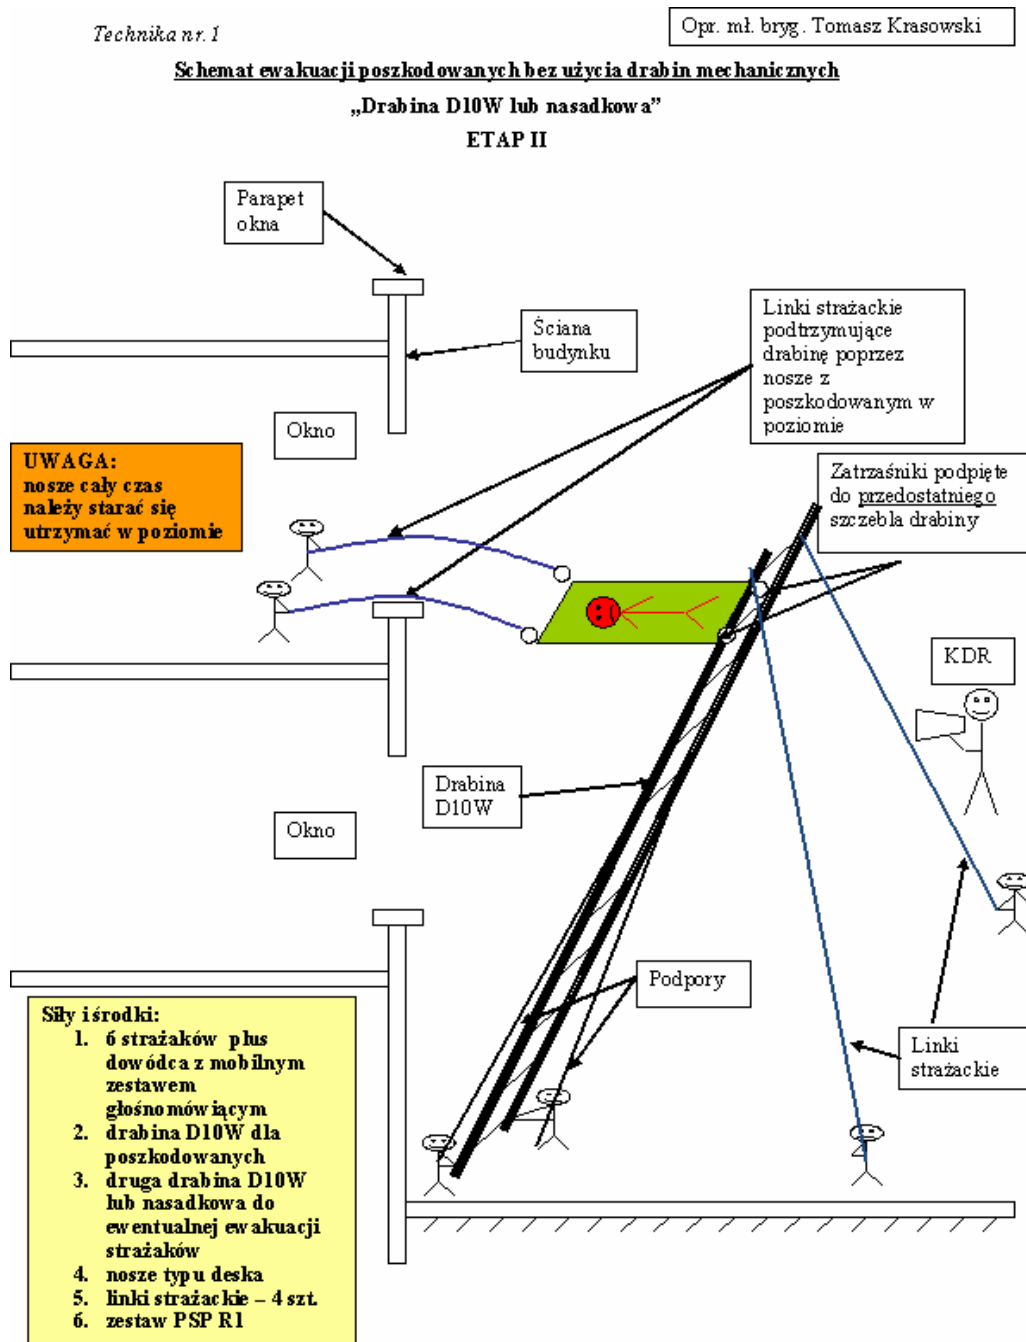 Technika nr. 1
Opr. mł. bryg. Tomasz Krasowski
Schemat ewakuacji poszkodowanych bez użycia drabin mechanicznych
„Drabina D10W lub nasadkowa”
ETAP II
Parapet
okna
Ściana
budynku
Linki strażackie
podtrzymujące
drabinę poprzez
nosze z
poszkodowanym w
poziomie
Okno
UWAGA:
nosze cały czas
należy starać się
utrzymać w poziomie
Zatrzaśniki podpięte
do przedostatniego
szczebla drabiny
KDR
Drabina
D10W
Okno
Podpory
Linki
strażackie
Siły i środki:
1. 6 strażaków plus
dowódca z mobilnym
zestawem
głośnomówiącym
2. drabina D10W dla
poszkodowanych
3. druga drabina D10W
lub nasadkowa do
ewentualnej ewakuacji
strażaków
4. nosze typu deska
5. linki strażackie – 4 szt.
6. zestaw PSP R1